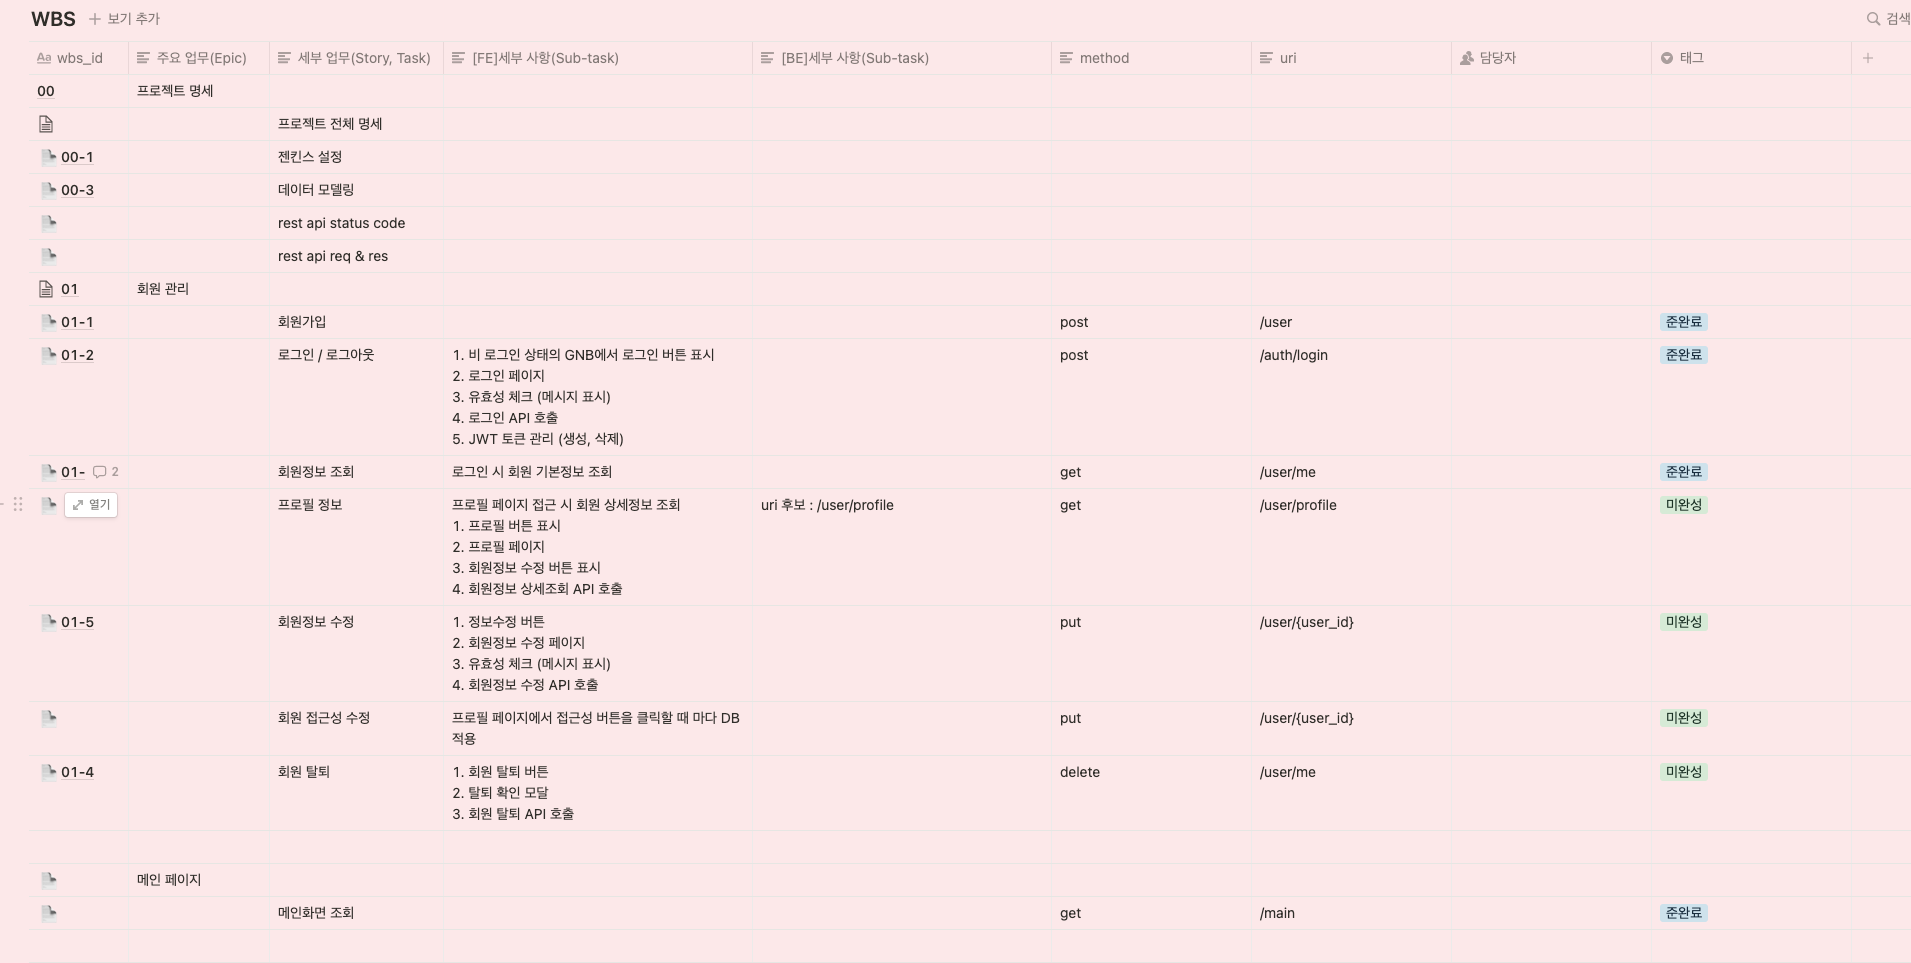 WBS + 보기 추가 검색
Aa wbs_id 주요 업무(Epic) 세부 업무(Story, Task) [FE]세부 사항(Sub-task) [BE]세부 사항(Sub-task) method uri 담당자 태그 +
00 프로젝트 명세
프로젝트 전체 명세
00-1 젠킨스 설정
00-3 데이터 모델링
rest api status code
rest api req & res
01 회원 관리
01-1 회원가입 post /user 준완료
01-2 로그인 / 로그아웃 1. 비 로그인 상태의 GNB에서 로그인 버튼 표시 post /auth/login 준완료
2. 로그인 페이지
3. 유효성 체크 (메시지 표시)
4. 로그인 API 호출
5. JWT 토큰 관리 (생성, 삭제)
01- 2 회원정보 조회 로그인 시 회원 기본정보 조회 get /user/me 준완료
열기 프로필 정보 프로필 페이지 접근 시 회원 상세정보 조회 uri 후보 : /user/profile get /user/profile 미완성
1. 프로필 버튼 표시
2. 프로필 페이지
3. 회원정보 수정 버튼 표시
4. 회원정보 상세조회 API 호출
01-5 회원정보 수정 1. 정보수정 버튼 put /user/{user_id} 미완성
2. 회원정보 수정 페이지
3. 유효성 체크 (메시지 표시)
4. 회원정보 수정 API 호출
회원 접근성 수정 프로필 페이지에서 접근성 버튼을 클릭할 때 마다 DB put /user/{user_id} 미완성
적용
01-4 회원 탈퇴 1. 회원 탈퇴 버튼 delete /user/me 미완성
2. 탈퇴 확인 모달
3. 회원 탈퇴 API 호출
메인 페이지
메인화면 조회 get /main 준완료